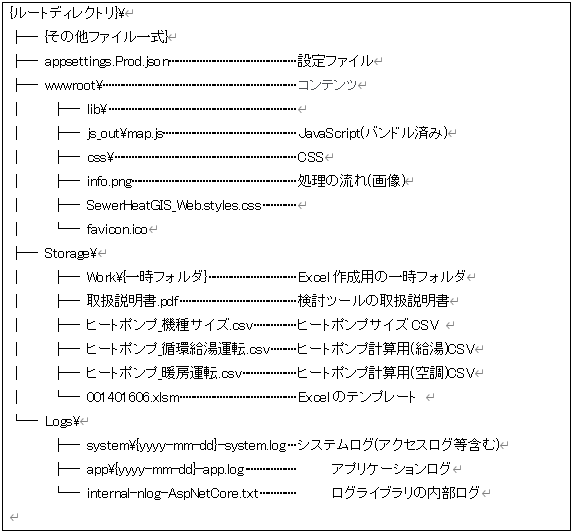 {ルートディレクトリ}¥
├── {その他ファイル一式}
├── appsettings.Prod.json……………………………………設定ファイル
├── wwwroot¥……………………………………………………コンテンツ
│   ├── lib¥………………………………………………
│   ├── js_out¥map.js……………………………………JavaScript(バンドル済み)
│   ├── css¥………………………………………………CSS
│   ├── info.png…………………………………………処理の流れ(画像)
│   ├── SewerHeatGIS_Web.styles.css…………
│   └── favicon.ico
├── Storage¥
│   ├── Work¥{一時フォルダ}…………………………Excel 作成用の一時フォルダ
│   ├── 取扱説明書.pdf…………………………………検討ツールの取扱説明書
│   ├── ヒートポンプ_機種サイズ.csv……………ヒートポンプサイズ CSV
│   ├── ヒートポンプ_循環給湯運転.csv………ヒートポンプ計算用(給湯)CSV
│   ├── ヒートポンプ_暖房運転.csv………………ヒートポンプ計算用(空調)CSV
│   └── 001401606.xlsm…………………………………Excel のテンプレート
└── Logs¥
    ├── system¥{yyyy-mm-dd}-system.log…システムログ(アクセスログ等含む)
    ├── app¥{yyyy-mm-dd}-app.log……………… アプリケーションログ
    └── internal-nlog-AspNetCore.txt………… ログライブラリの内部ログ